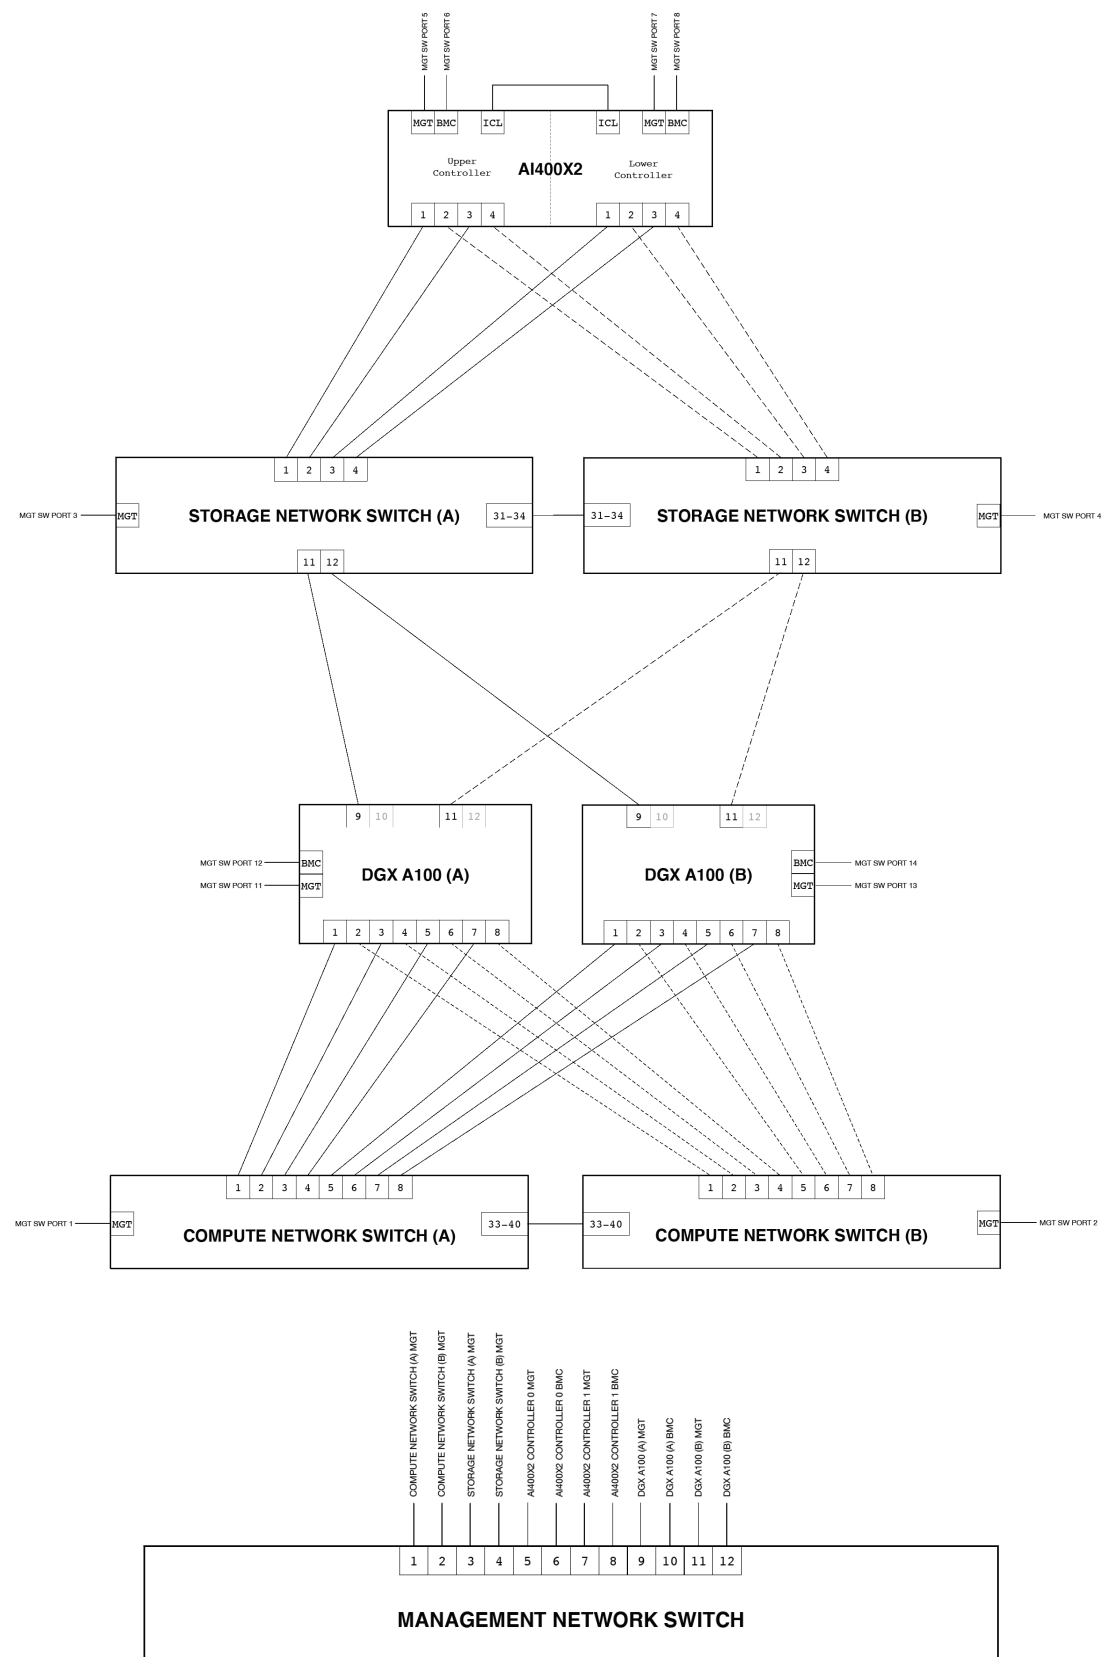 MGT SW PORT 5
MGT SW PORT 6
MGT SW PORT 7
MGT SW PORT 8
MGT BMC ICL ICL MGT BMC
Upper
Controller
AI400X2
Lower
Controller
1 2 3 4 1 2 3 4
1 2 3 4 1 2 3 4
MGT SW PORT 3 MGT STORAGE NETWORK SWITCH (A) 31-34 31-34 STORAGE NETWORK SWITCH (B) MGT MGT SW PORT 4
11 12 11 12
9 10 11 12 9 10 11 12
MGT SW PORT 12 BMC BMC MGT SW PORT 14
DGX A100 (A) DGX A100 (B)
MGT SW PORT 11 MGT MGT MGT SW PORT 13
1 2 3 4 5 6 7 8 1 2 3 4 5 6 7 8
1 2 3 4 5 6 7 8 1 2 3 4 5 6 7 8
MGT SW PORT 1 MGT 33-40 33-40 MGT MGT SW PORT 2
COMPUTE NETWORK SWITCH (A) COMPUTE NETWORK SWITCH (B)
COMPUTE NETWORK SWITCH (A) MGT
COMPUTE NETWORK SWITCH (B) MGT
STORAGE NETWORK SWITCH (A) MGT
STORAGE NETWORK SWITCH (B) MGT
AI400X2 CONTROLLER 0 MGT
AI400X2 CONTROLLER 0 BMC
AI400X2 CONTROLLER 1 MGT
AI400X2 CONTROLLER 1 BMC
DGX A100 (A) MGT
DGX A100 (A) BMC
DGX A100 (B) MGT
DGX A100 (B) BMC
1 2 3 4 5 6 7 8 9 10 11 12
MANAGEMENT NETWORK SWITCH